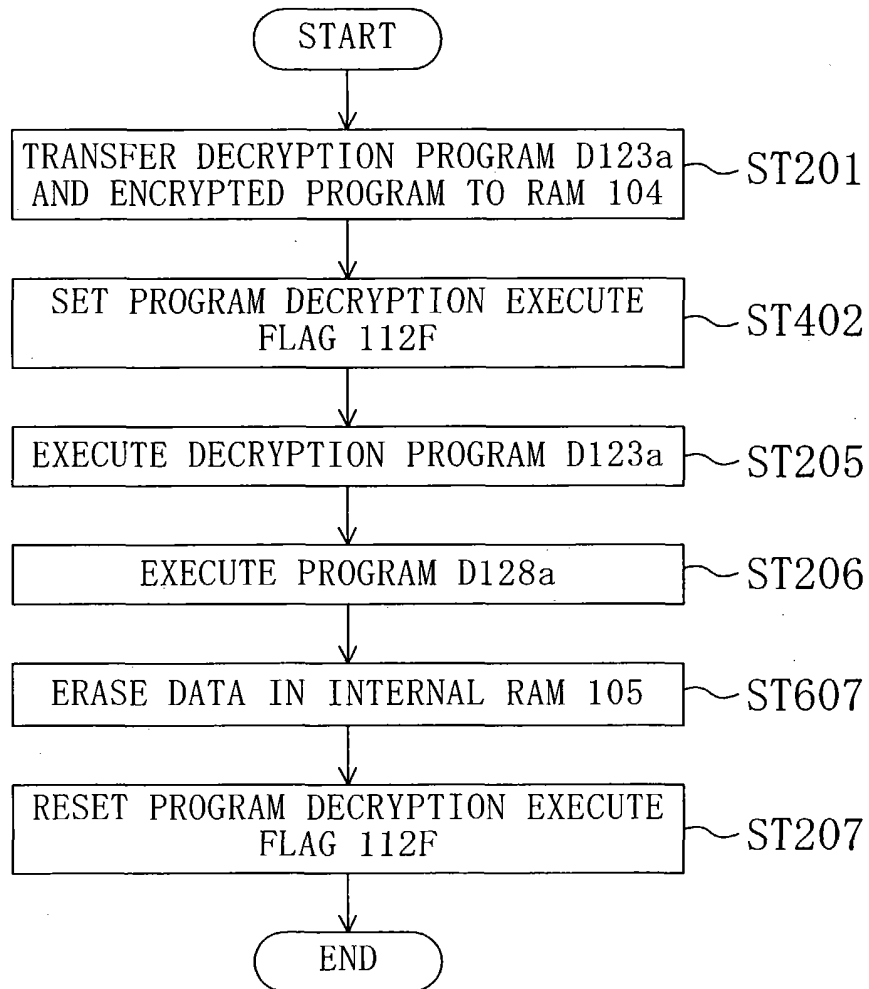 START
TRANSFER DECRYPTION PROGRAM D123a
AND ENCRYPTED PROGRAM TO RAM 104
ST201
SET PROGRAM DECRYPTION EXECUTE
FLAG 112F
ST402
EXECUTE DECRYPTION PROGRAM D123a
ST205
EXECUTE PROGRAM D128a
ST206
ERASE DATA IN INTERNAL RAM 105
ST607
RESET PROGRAM DECRYPTION EXECUTE
FLAG 112F
ST207
END